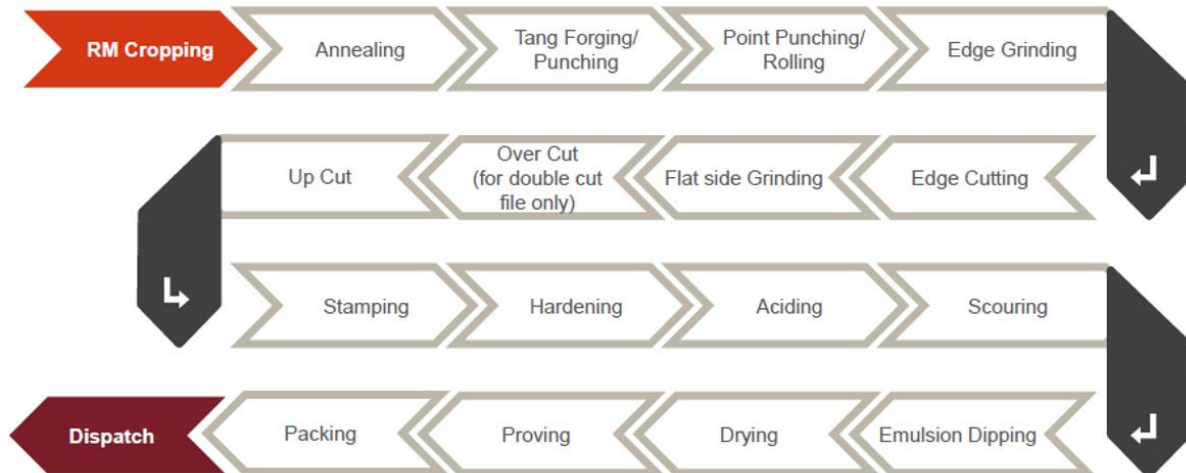 RM Cropping
Annealing
Tang Forging/
Punching
Point Punching/
Rolling
Edge Grinding
Edge Cutting
Flat side Grinding
Over Cut
(for double cut
file only)
Up Cut
Stamping
Hardening
Aciding
Scouring
Emulsion Dipping
Drying
Proving
Packing
Dispatch